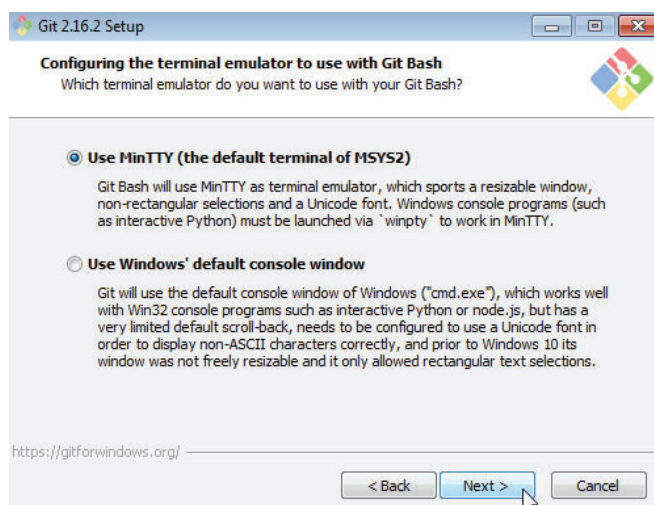 Git 2.16.2 Setup
Configuring the terminal emulator to use with Git Bash
Which terminal emulator do you want to use with your Git Bash?
Use MinTTY (the default terminal of MSYS2)
Git Bash will use MinTTY as terminal emulator, which sports a resizable window,
non-rectangular selections and a Unicode font. Windows console programs (such
as interactive Python) must be launched via `winpty` to work in MinTTY.
Use Windows' default console window
Git will use the default console window of Windows ("cmd.exe"), which works well
with Win32 console programs such as interactive Python or node.js, but has a
very limited default scroll-back, needs to be configured to use a Unicode font in
order to display non-ASCII characters correctly, and prior to Windows 10 its
window was not freely resizable and it only allowed rectangular text selections.
https://gitforwindows.org/
< Back Next > Cancel